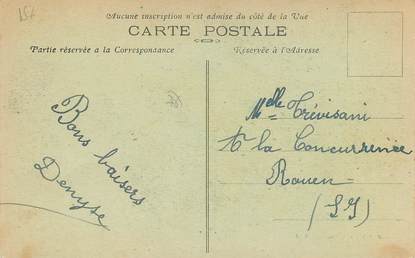 Aucune inscription n'est admise du côté de la Vue
CARTE POSTALE
Partie réservée a la Correspondance
Réservée à l'Adresse
Bons baisers
Denyse
Melle Trévisani
A la Concurrence
Rouen
(S I)